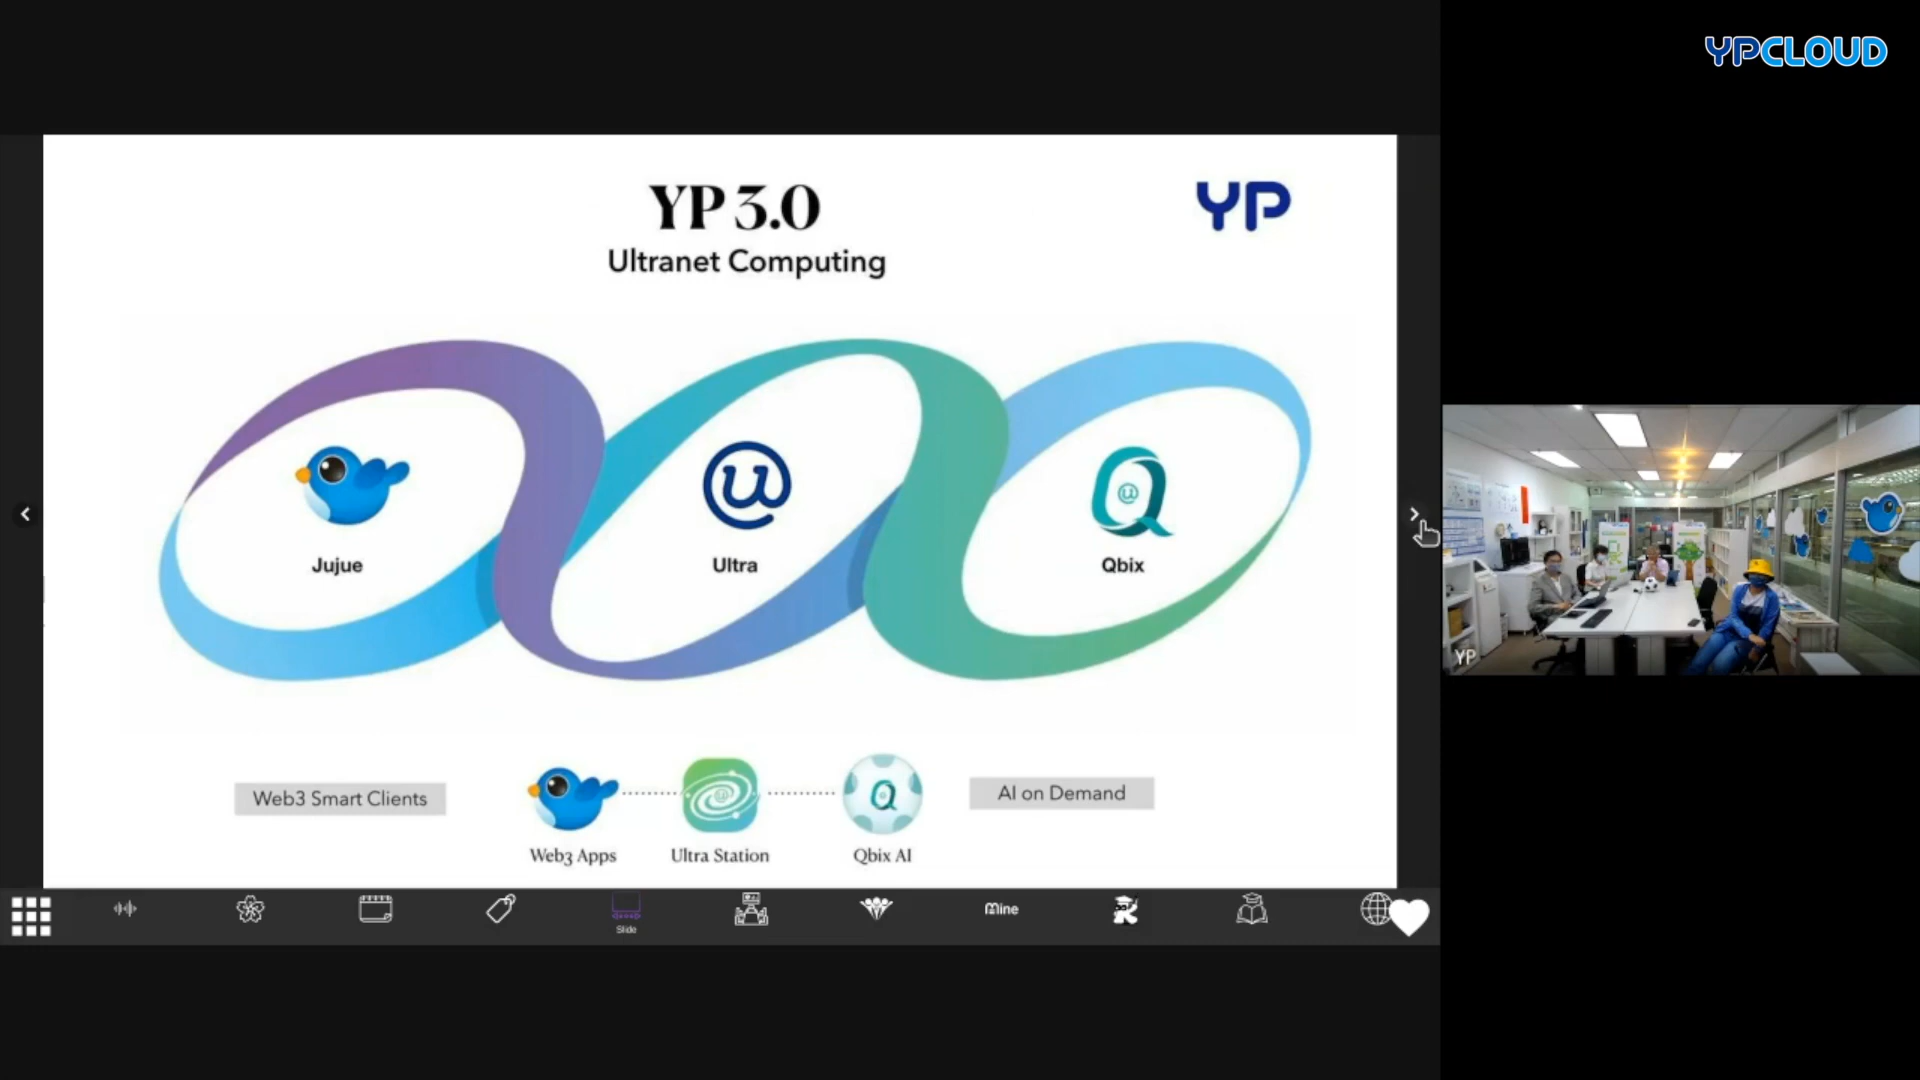 YPCLOUD
YP 3.0
YP
Ultranet Computing
Jujue
Ultra
Qbix
Web3 Smart Clients
AI on Demand
Web3 Apps
Ultra Station
Qbix AI
Slide
Mine
YP